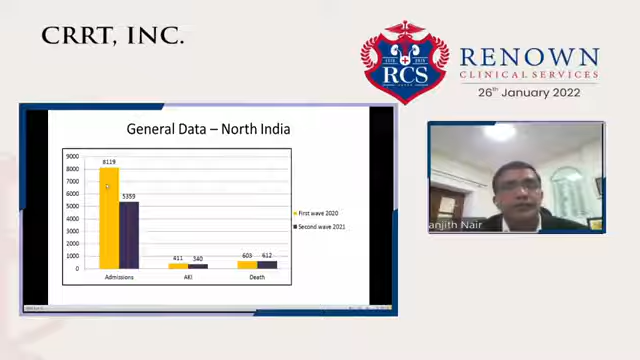 CRRT, INC.
RCS
RENOWN
CLINICAL SERVICES
26th January 2022
General Data – North India
9000
8000
7000
6000
5000
4000
3000
2000
1000
0
8119
5359
411
340
603
612
Admissions
AKI
Death
First wave 2020
Second wave 2021
anjith Nair